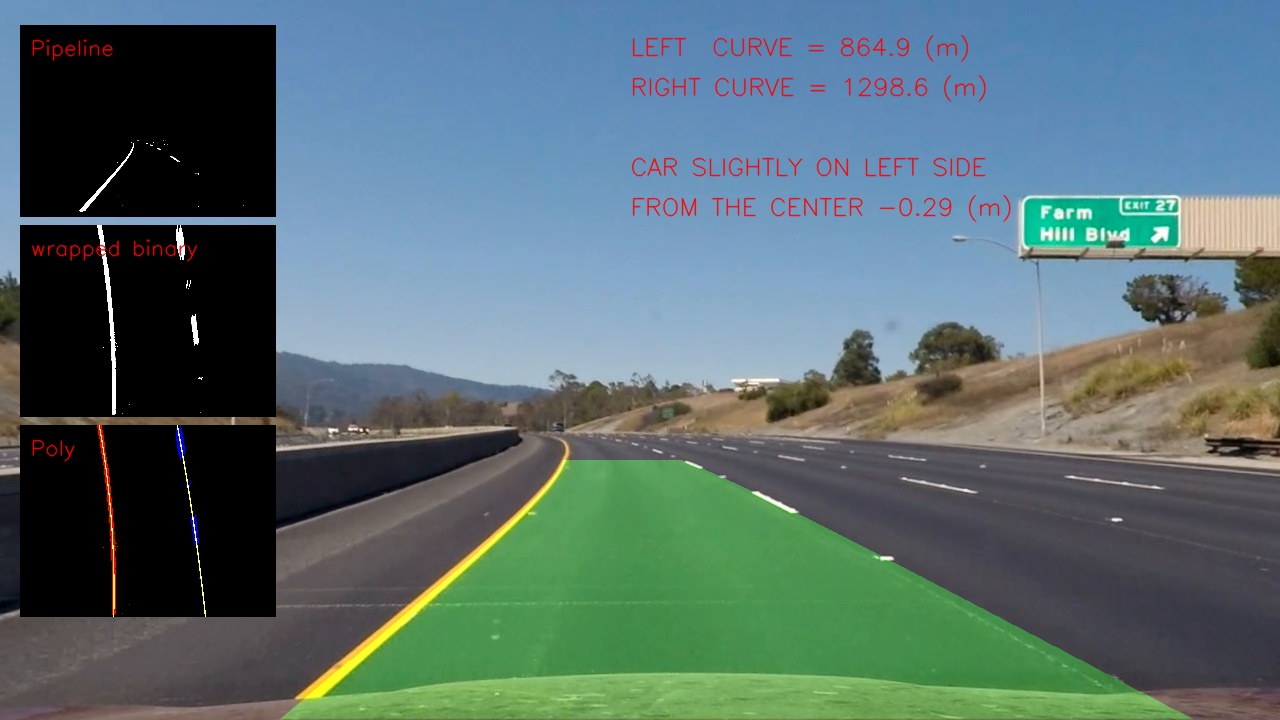 Pipeline
wrapped binary
Poly
LEFT CURVE = 864.9 (m)
RIGHT CURVE = 1298.6 (m)
CAR SLIGHTLY ON LEFT SIDE
FROM THE CENTER -0.29 (m)
EXIT 27
Farm
Hill Blvd